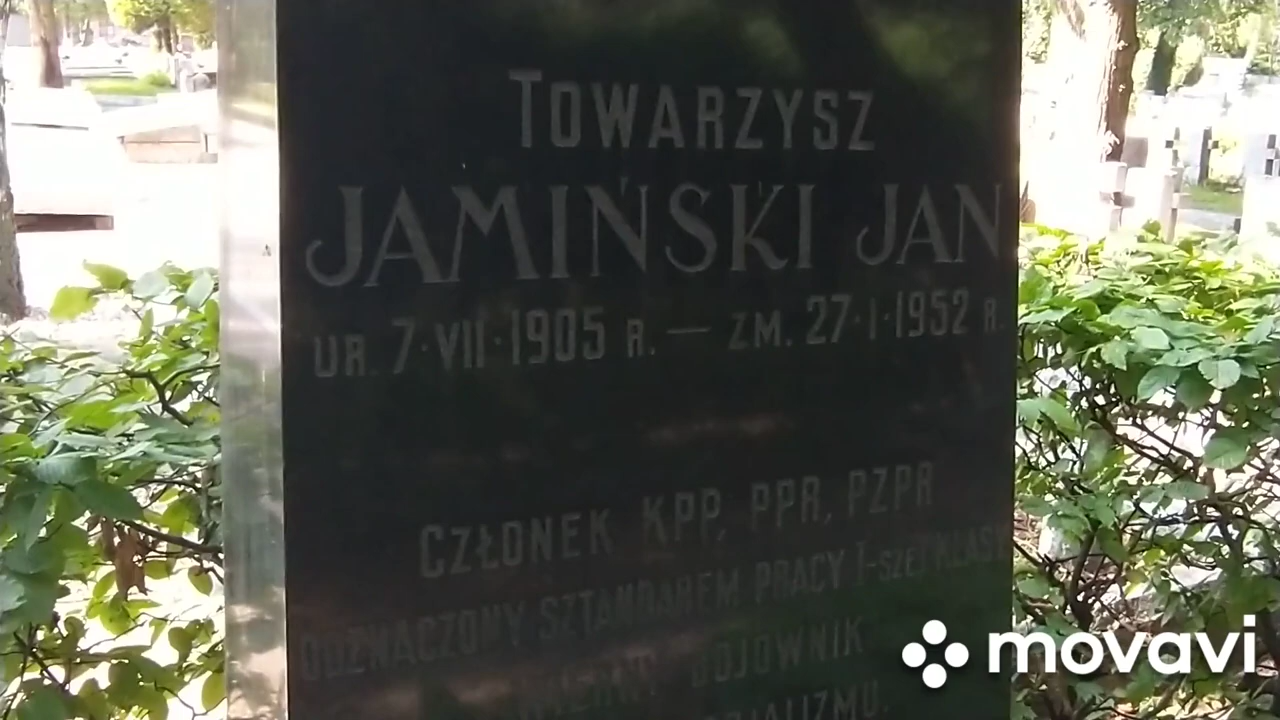 TOWARZYSZ
JAMIŃSKI JAN
UR. 7·VII·1905 R. — ZM. 27·I·1952 R.
CZŁONEK KPP, PPR, PZPR
ODZNACZONY SZTANDAREM PRACY I-SZEJ KLASY
BOJOWNIK
movavi